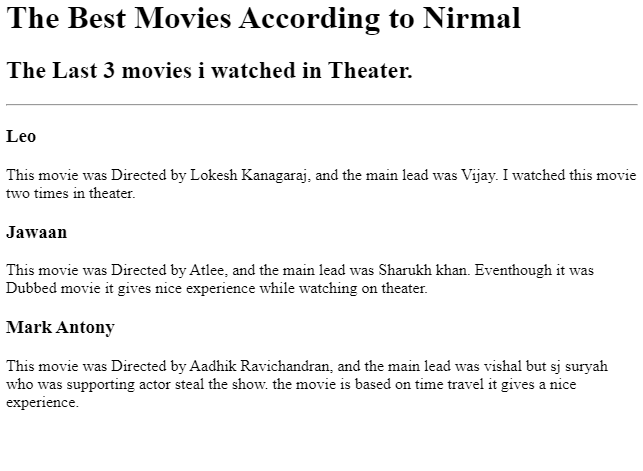 The Best Movies According to Nirmal
The Last 3 movies i watched in Theater.
Leo
This movie was Directed by Lokesh Kanagaraj, and the main lead was Vijay. I watched this movie
two times in theater.
Jawaan
This movie was Directed by Atlee, and the main lead was Sharukh khan. Eventhough it was
Dubbed movie it gives nice experience while watching on theater.
Mark Antony
This movie was Directed by Aadhik Ravichandran, and the main lead was vishal but sj suryah
who was supporting actor steal the show. the movie is based on time travel it gives a nice
experience.